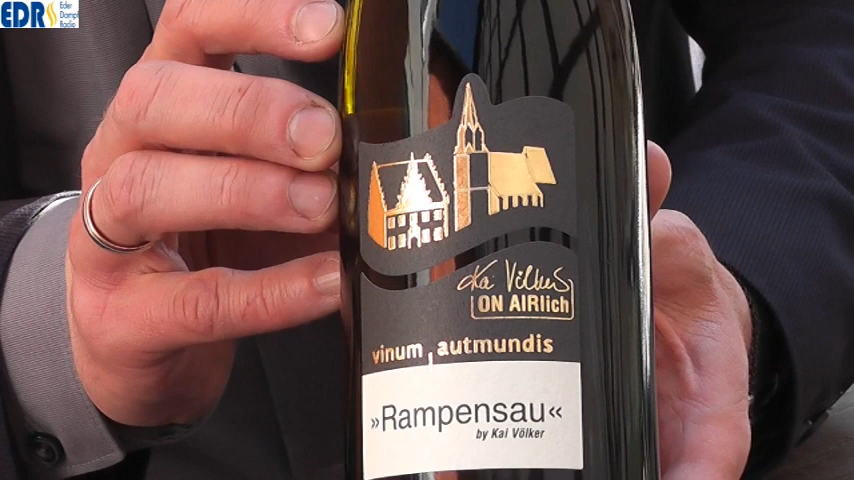 EDR
Eder
Dampf
Radio
Kai Völker
ON AIRlich
vinum autmundis
»Rampensau«
by Kai Völker